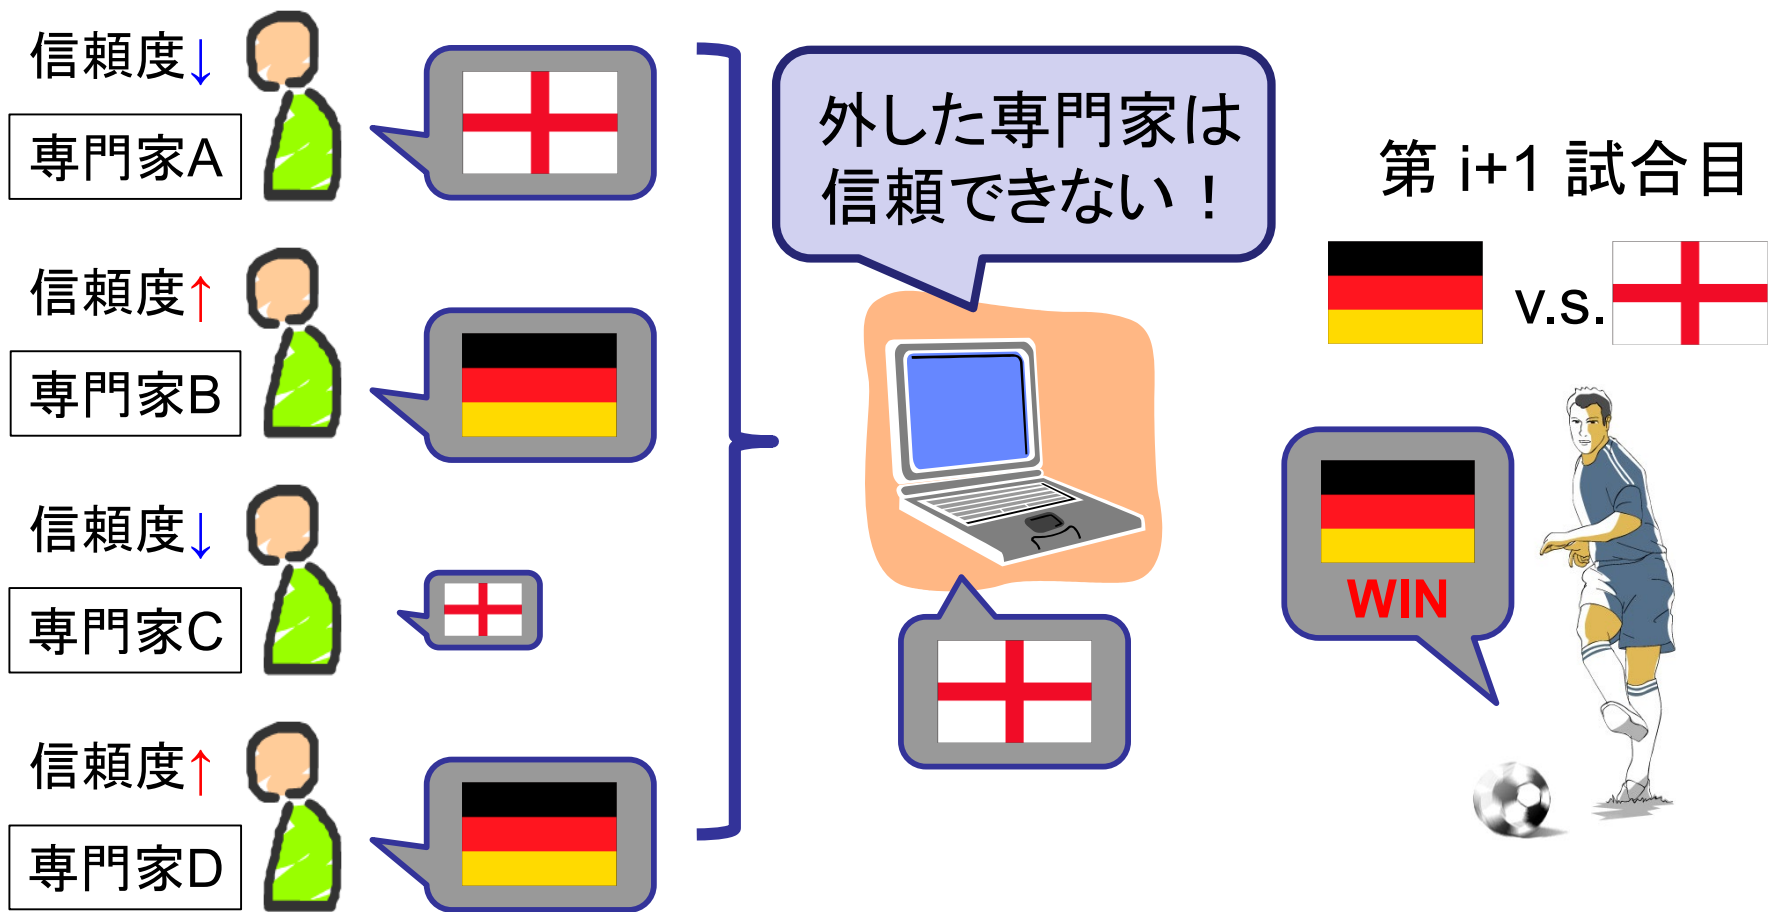 信頼度↓
専門家A
信頼度↑
専門家B
信頼度↓
専門家C
信頼度↑
専門家D
外した専門家は
信頼できない！
第 i+1 試合目
v.s.
WIN